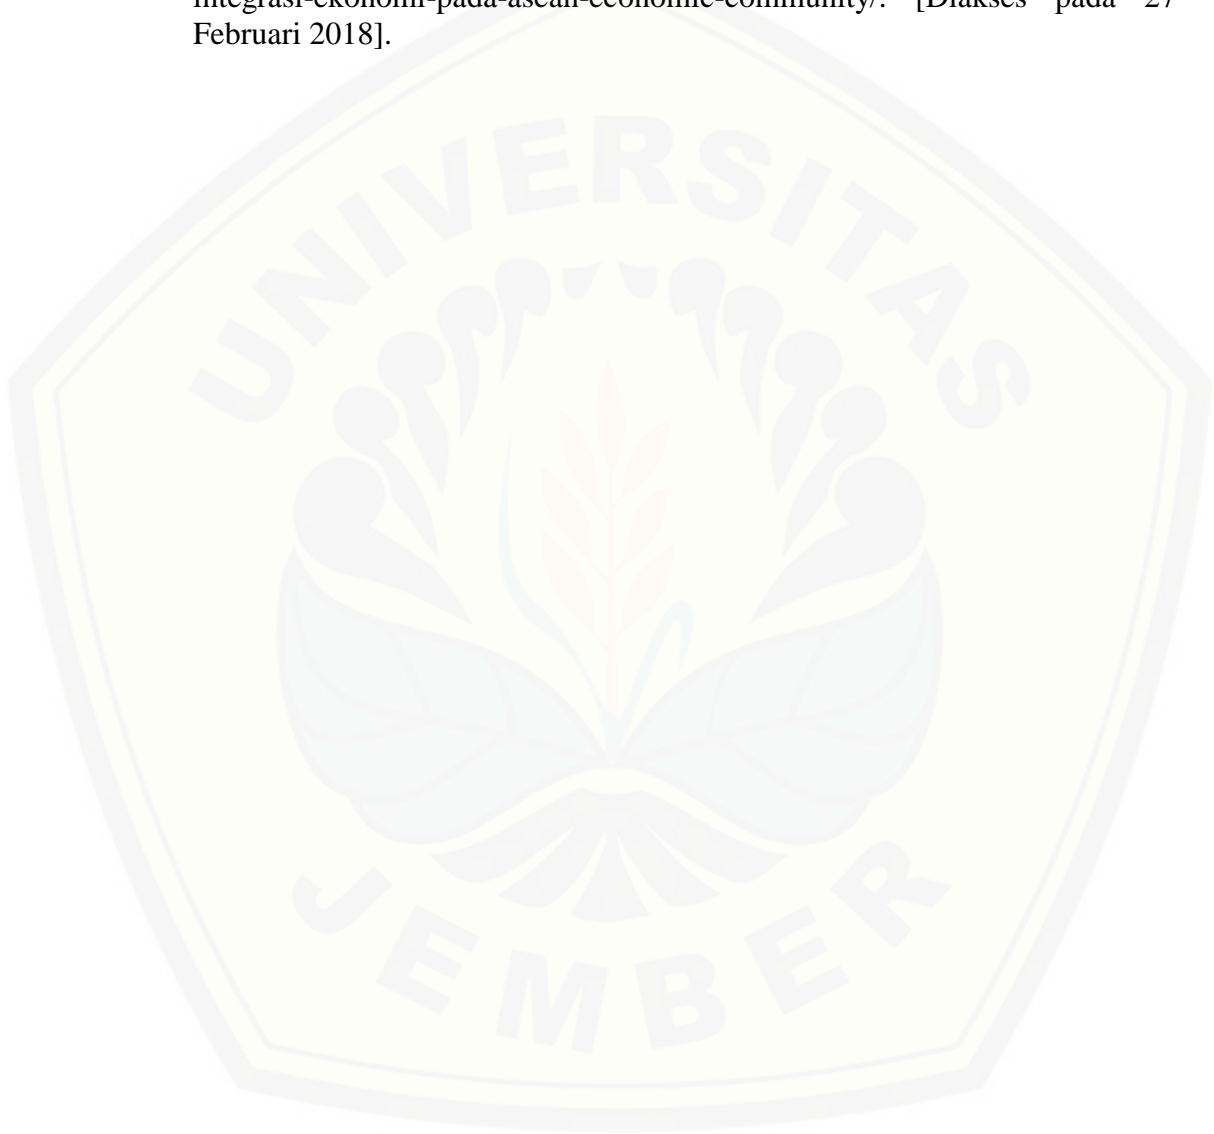 integrasi-ekonomi-pada-asean-economic-community/. [Diakses pada 27
Februari 2018].
UNIVERSITAS
JEMBER